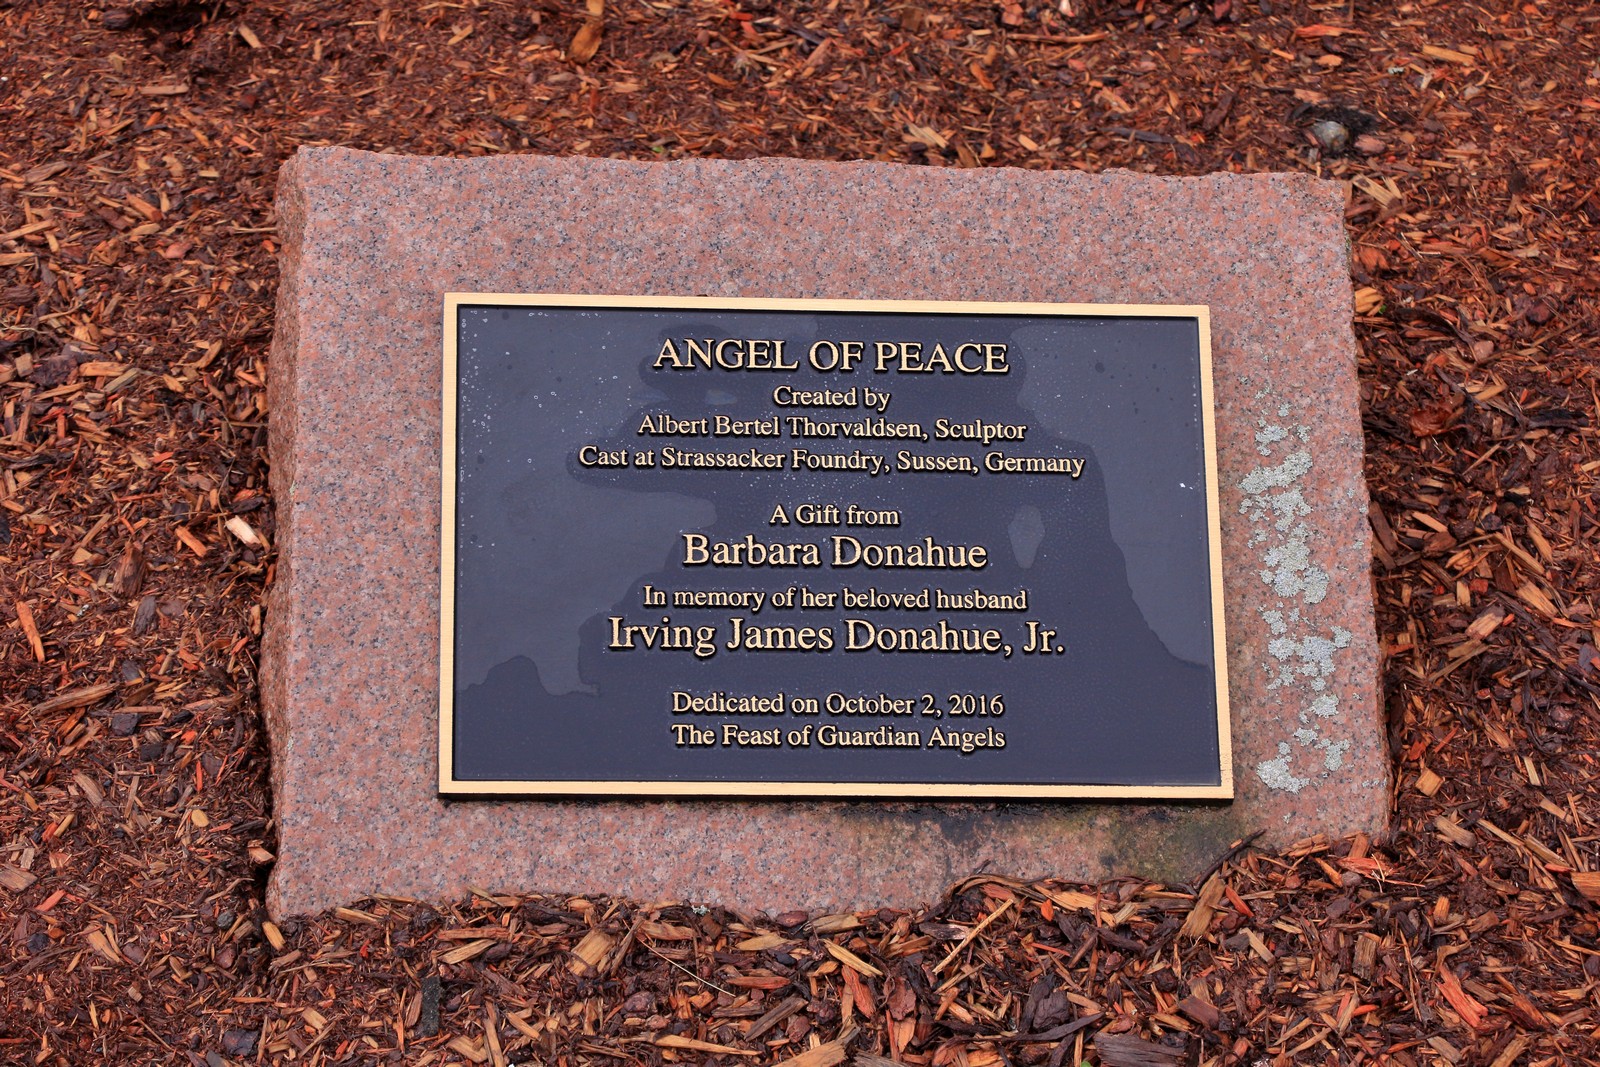 ANGEL OF PEACE
Created by
Albert Bertel Thorvaldsen, Sculptor
Cast at Strassacker Foundry, Sussen, Germany
A Gift from
Barbara Donahue
In memory of her beloved husband
Irving James Donahue, Jr.
Dedicated on October 2, 2016
The Feast of Guardian Angels